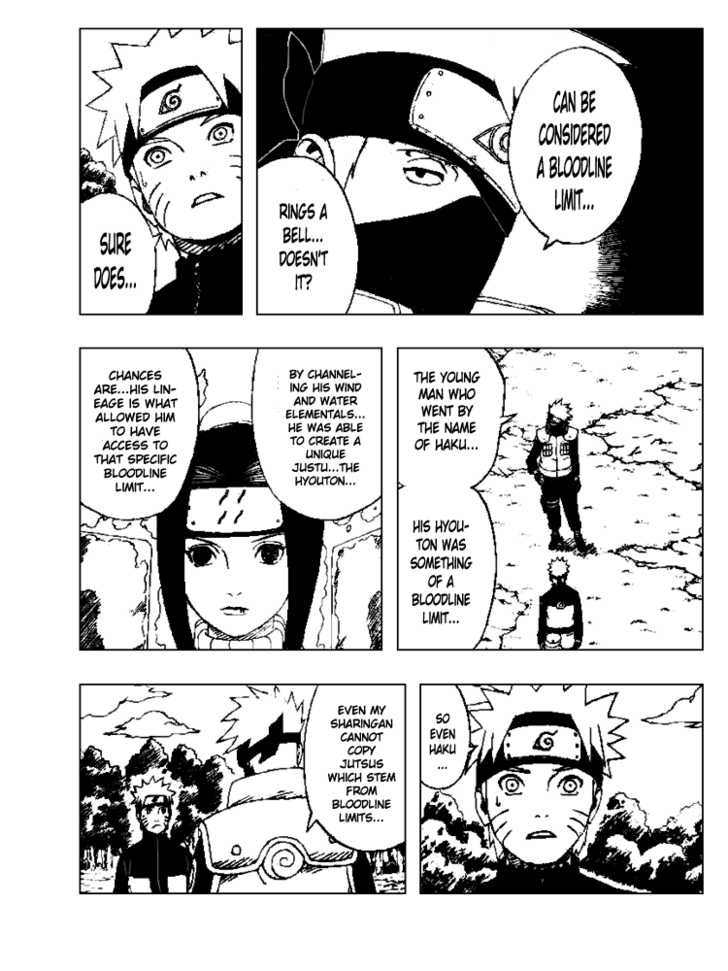 CAN BE
CONSIDERED
A BLOODLINE
LIMIT...
RINGS A
BELL...
DOESN'T
IT?
SURE
DOES...
THE YOUNG
MAN WHO
WENT BY
THE NAME
OF HAKU...
HIS HYOU-
TON WAS
SOMETHING
OF A
BLOODLINE
LIMIT...
BY CHANNEL-
ING HIS WIND
AND WATER
ELEMENTALS...
HE WAS ABLE
TO CREATE A
UNIQUE
JUSTU...THE
HYOUTON...
CHANCES
ARE...HIS LIN-
EAGE IS WHAT
ALLOWED HIM
TO HAVE
ACCESS TO
THAT SPECIFIC
BLOODLINE
LIMIT...
SO
EVEN
HAKU
...
EVEN MY
SHARINGAN
CANNOT
COPY
JUTSUS
WHICH STEM
FROM
BLOODLINE
LIMITS...